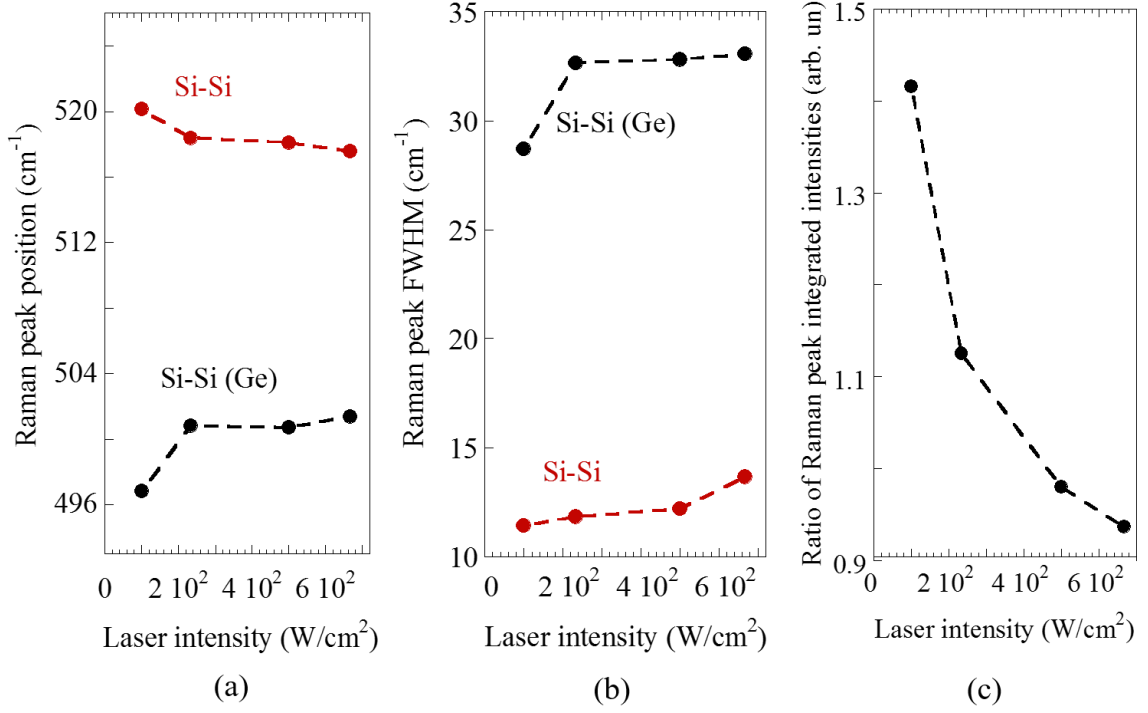 Raman peak position (cm⁻¹)
520
512
504
496
Si-Si
Si-Si (Ge)
0 2 10² 4 10² 6 10²
Laser intensity (W/cm²)
(a)
Raman peak FWHM (cm⁻¹)
35
30
25
20
15
10
Si-Si (Ge)
Si-Si
0 2 10² 4 10² 6 10²
Laser intensity (W/cm²)
(b)
Ratio of Raman peak integrated intensities (arb. un)
1.5
1.3
1.1
0.9
0 2 10² 4 10² 6 10²
Laser intensity (W/cm²)
(c)